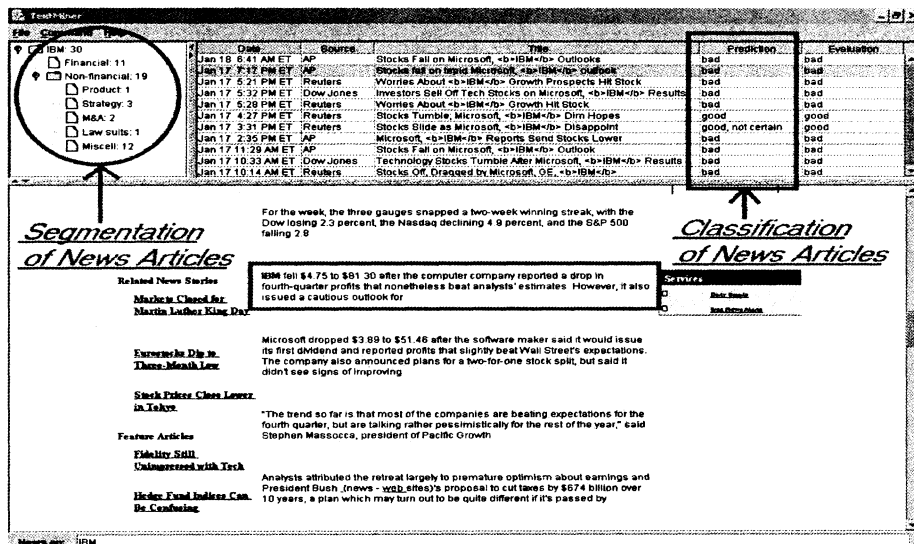 TextMiner
File Command Help
IBM: 30
Financial: 11
Non-financial: 19
Product: 1
Strategy: 3
M&A: 2
Law suits: 1
Miscell: 12
Date Source Title Prediction Evaluation
Jan 18 6:41 AM ET AP Stocks Fall on Microsoft, <b>IBM</b> Outlooks bad bad
Jan 17 7:17 PM ET AP Stocks fall on tepid Microsoft, <b>IBM</b> outlook bad bad
Jan 17 5:21 PM ET Reuters Worries About <b>IBM</b> Growth Prospects Hit Stock bad bad
Jan 17 5:32 PM ET Dow Jones Investors Sell Off Tech Stocks on Microsoft, <b>IBM</b> Results bad bad
Jan 17 5:28 PM ET Reuters Worries About <b>IBM</b> Growth Hit Stock bad bad
Jan 17 4:27 PM ET Reuters Stocks Tumble; Microsoft, <b>IBM</b> Dim Hopes good good
Jan 17 3:31 PM ET Reuters Stocks Slide as Microsoft, <b>IBM</b> Disappoint good, not certain good
Jan 17 2:35 PM ET AP Microsoft, <b>IBM</b> Reports Send Stocks Lower bad bad
Jan 17 11:29 AM ET AP Stocks Fall on Microsoft, <b>IBM</b> Outlook bad bad
Jan 17 10:33 AM ET Dow Jones Technology Stocks Tumble After Microsoft, <b>IBM</b> Results bad bad
Jan 17 10:14 AM ET Reuters Stocks Off, Dragged by Microsoft, GE, <b>IBM</b> bad bad
Segmentation
of News Articles
Classification
of News Articles
For the week, the three gauges snapped a two-week winning streak, with the
Dow losing 2.3 percent, the Nasdaq declining 4.9 percent, and the S&P 500
falling 2.8
Related News Stories
Markets Closed for
Martin Luther King Day
Eurostocks Dip to
Three-Month Low
Stock Prices Close Lower
in Tokyo
Feature Articles
Fidelity Still
Unimpressed with Tech
Hedge Fund Indices Can
Be Confusing
IBM fell $4.75 to $81.30 after the computer company reported a drop in
fourth-quarter profits that nonetheless beat analysts' estimates. However, it also
issued a cautious outlook for
Services
Microsoft dropped $3.89 to $51.46 after the software maker said it would issue
its first dividend and reported profits that slightly beat Wall Street's expectations.
The company also announced plans for a two-for-one stock split, but said it
didn't see signs of improving
"The trend so far is that most of the companies are beating expectations for the
fourth quarter, but are talking rather pessimistically for the rest of the year," said
Stephen Massocca, president of Pacific Growth
Analysts attributed the retreat largely to premature optimism about earnings and
President Bush (news - web sites)'s proposal to cut taxes by $674 billion over
10 years, a plan which may turn out to be quite different if it's passed by
IBM